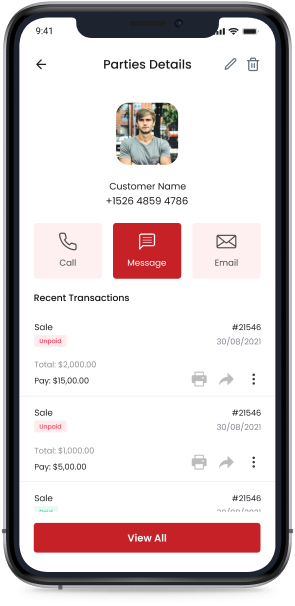 9:41
Parties Details
Customer Name
+1526 4859 4786
Call Message Email
Recent Transactions
Sale #21546
Unpaid 30/08/2021
Total: $2,000.00
Pay: $15,00.00
Sale #21546
Unpaid 30/08/2021
Total: $1,000.00
Pay: $5,00.00
Sale #21546
View All